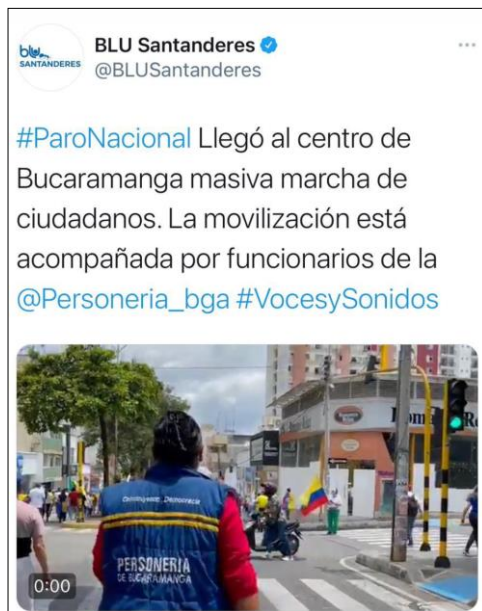 blu
SANTANDERES
BLU Santanderes
@BLUSantanderes
#ParoNacional Llegó al centro de
Bucaramanga masiva marcha de
ciudadanos. La movilización está
acompañada por funcionarios de la
@Personeria_bga #VocesySonidos
PERSONERIA
DE BUCARAMANGA
0:00